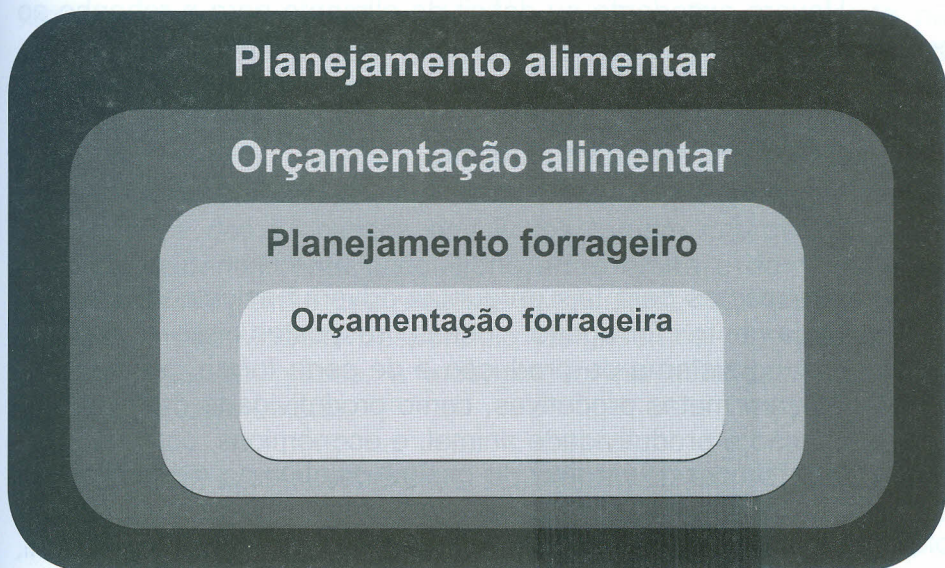 Planejamento alimentar
Orçamentação alimentar
Planejamento forrageiro
Orçamentação forrageira